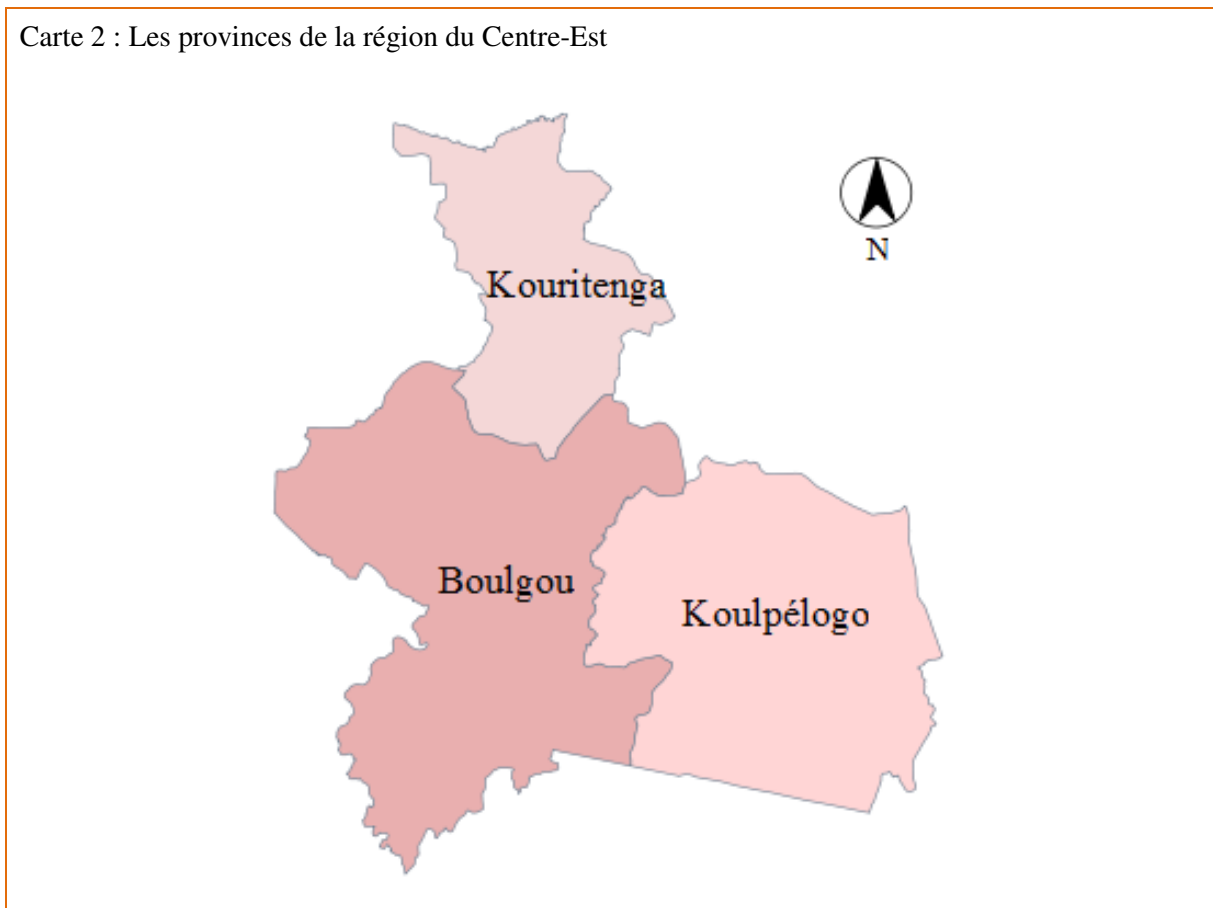 Carte 2 : Les provinces de la région du Centre-Est
N
Kouritenga
Boulgou
Koulpélogo